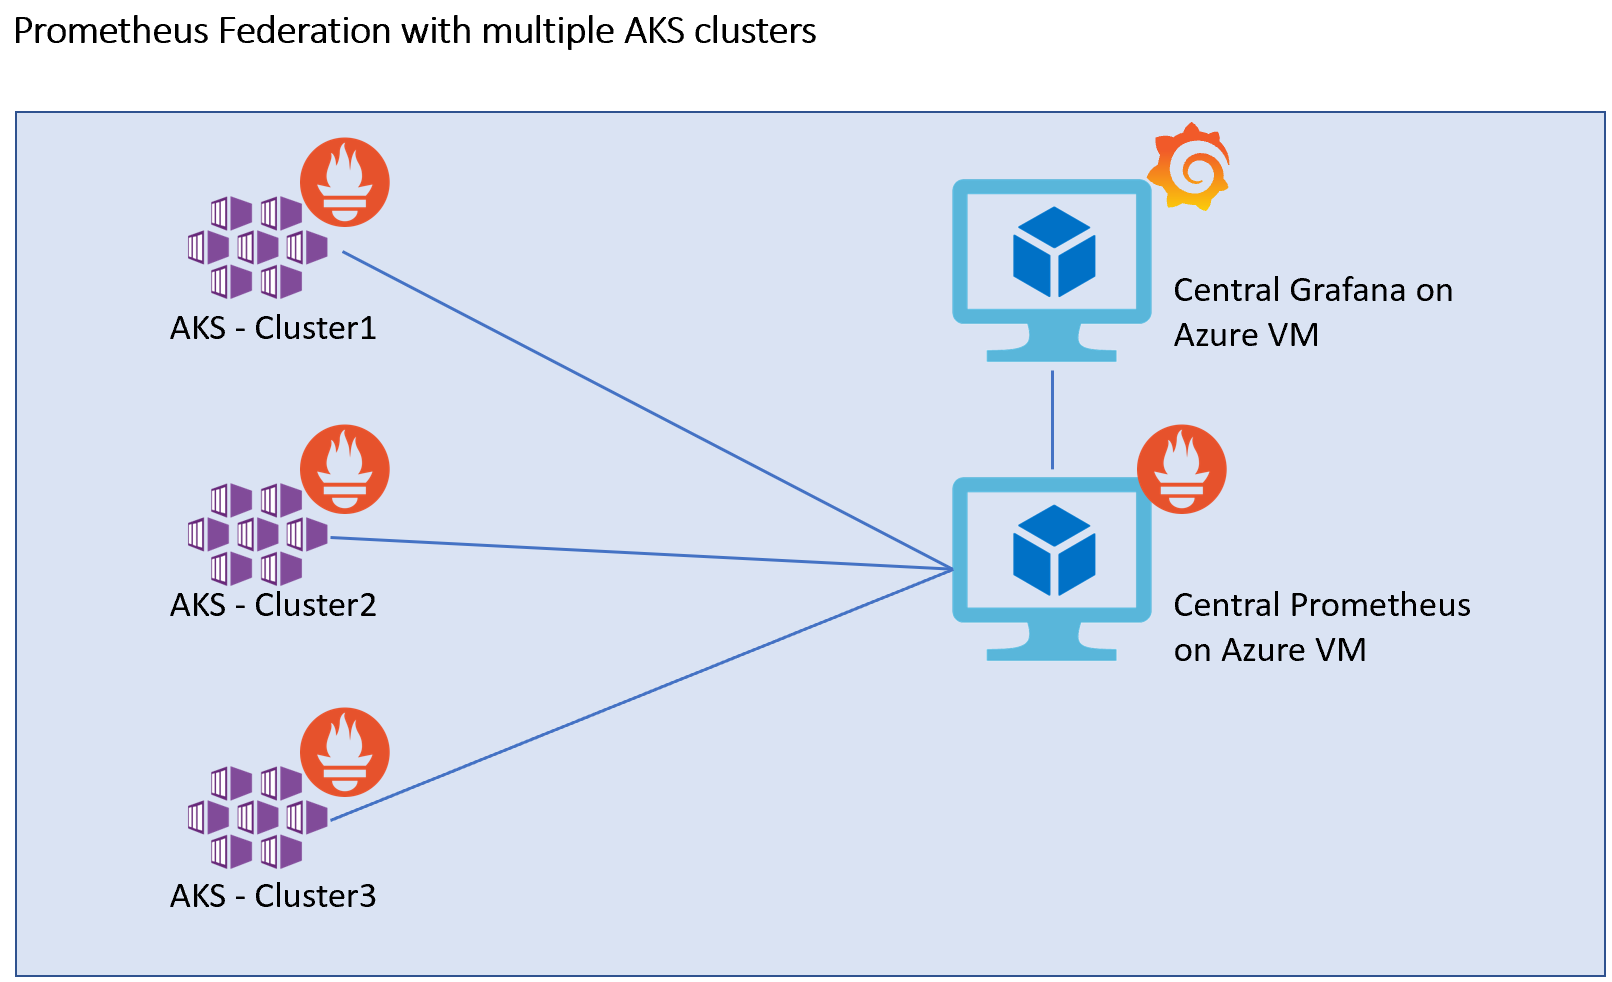 Prometheus Federation with multiple AKS clusters
AKS - Cluster1
Central Grafana on
Azure VM
AKS - Cluster2
Central Prometheus
on Azure VM
AKS - Cluster3